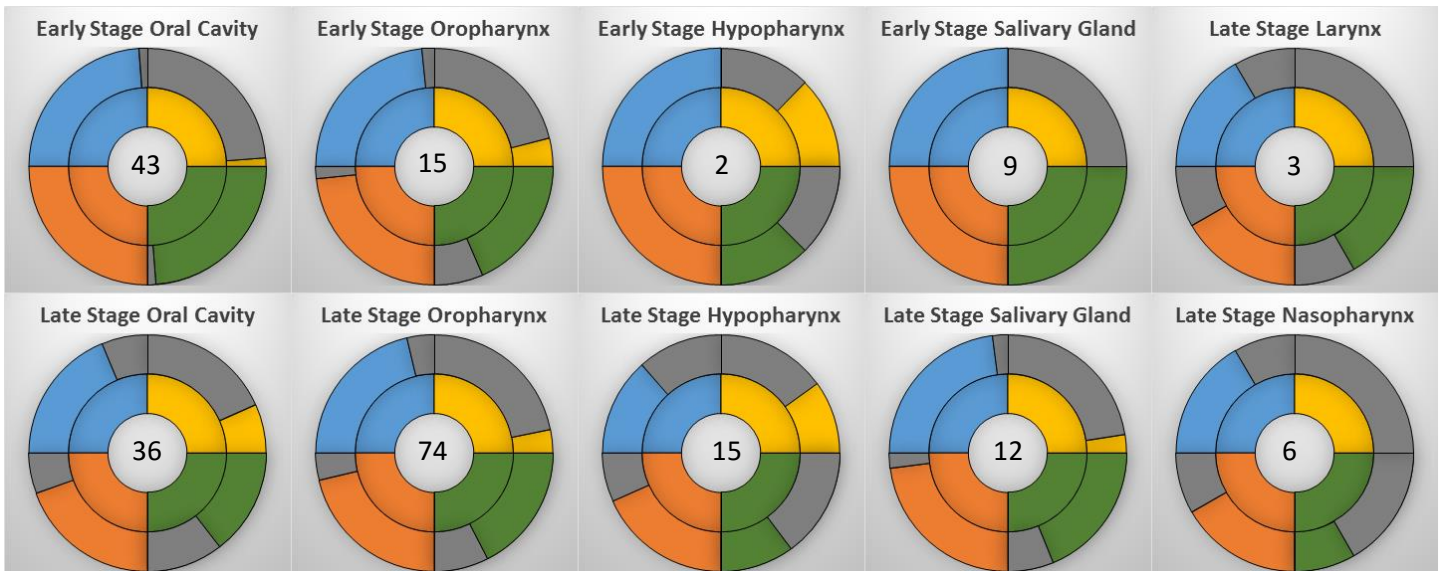 Early Stage Oral Cavity
43
Early Stage Oropharynx
15
Early Stage Hypopharynx
2
Early Stage Salivary Gland
9
Late Stage Larynx
3
Late Stage Oral Cavity
36
Late Stage Oropharynx
74
Late Stage Hypopharynx
15
Late Stage Salivary Gland
12
Late Stage Nasopharynx
6